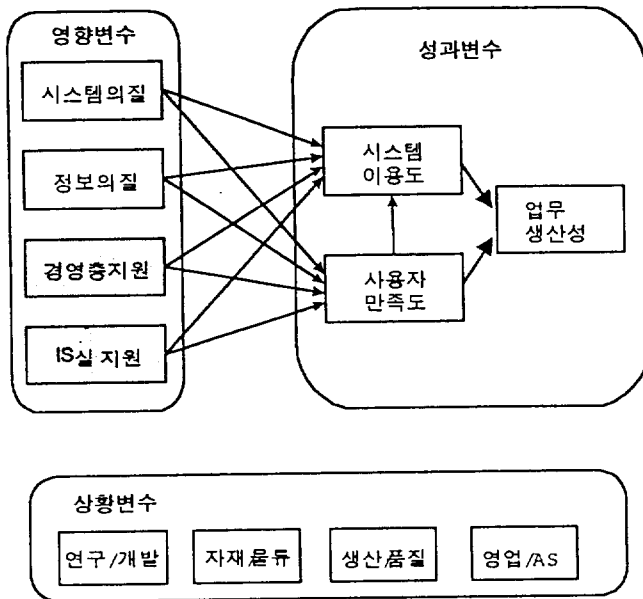 영향변수
시스템의질
정보의질
경영층지원
IS실 지원
성과변수
시스템
이용도
사용자
만족도
업무
생산성
상황변수
연구/개발
자재/물류
생산/품질
영업/AS